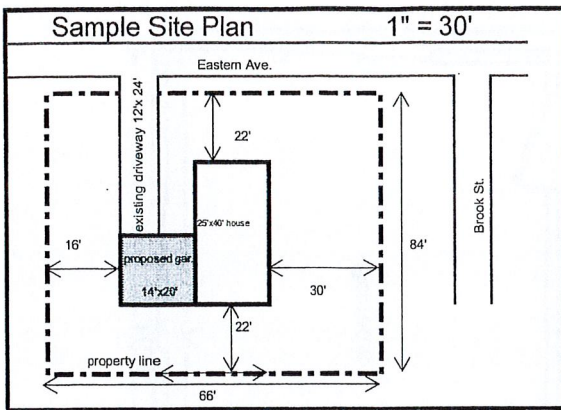 Sample Site Plan 1" = 30'
Eastern Ave.
existing driveway 12'x 24'
22'
25'x40' house
Brook St.
16'
proposed gar.
14'x20'
30'
84'
22'
property line
66'